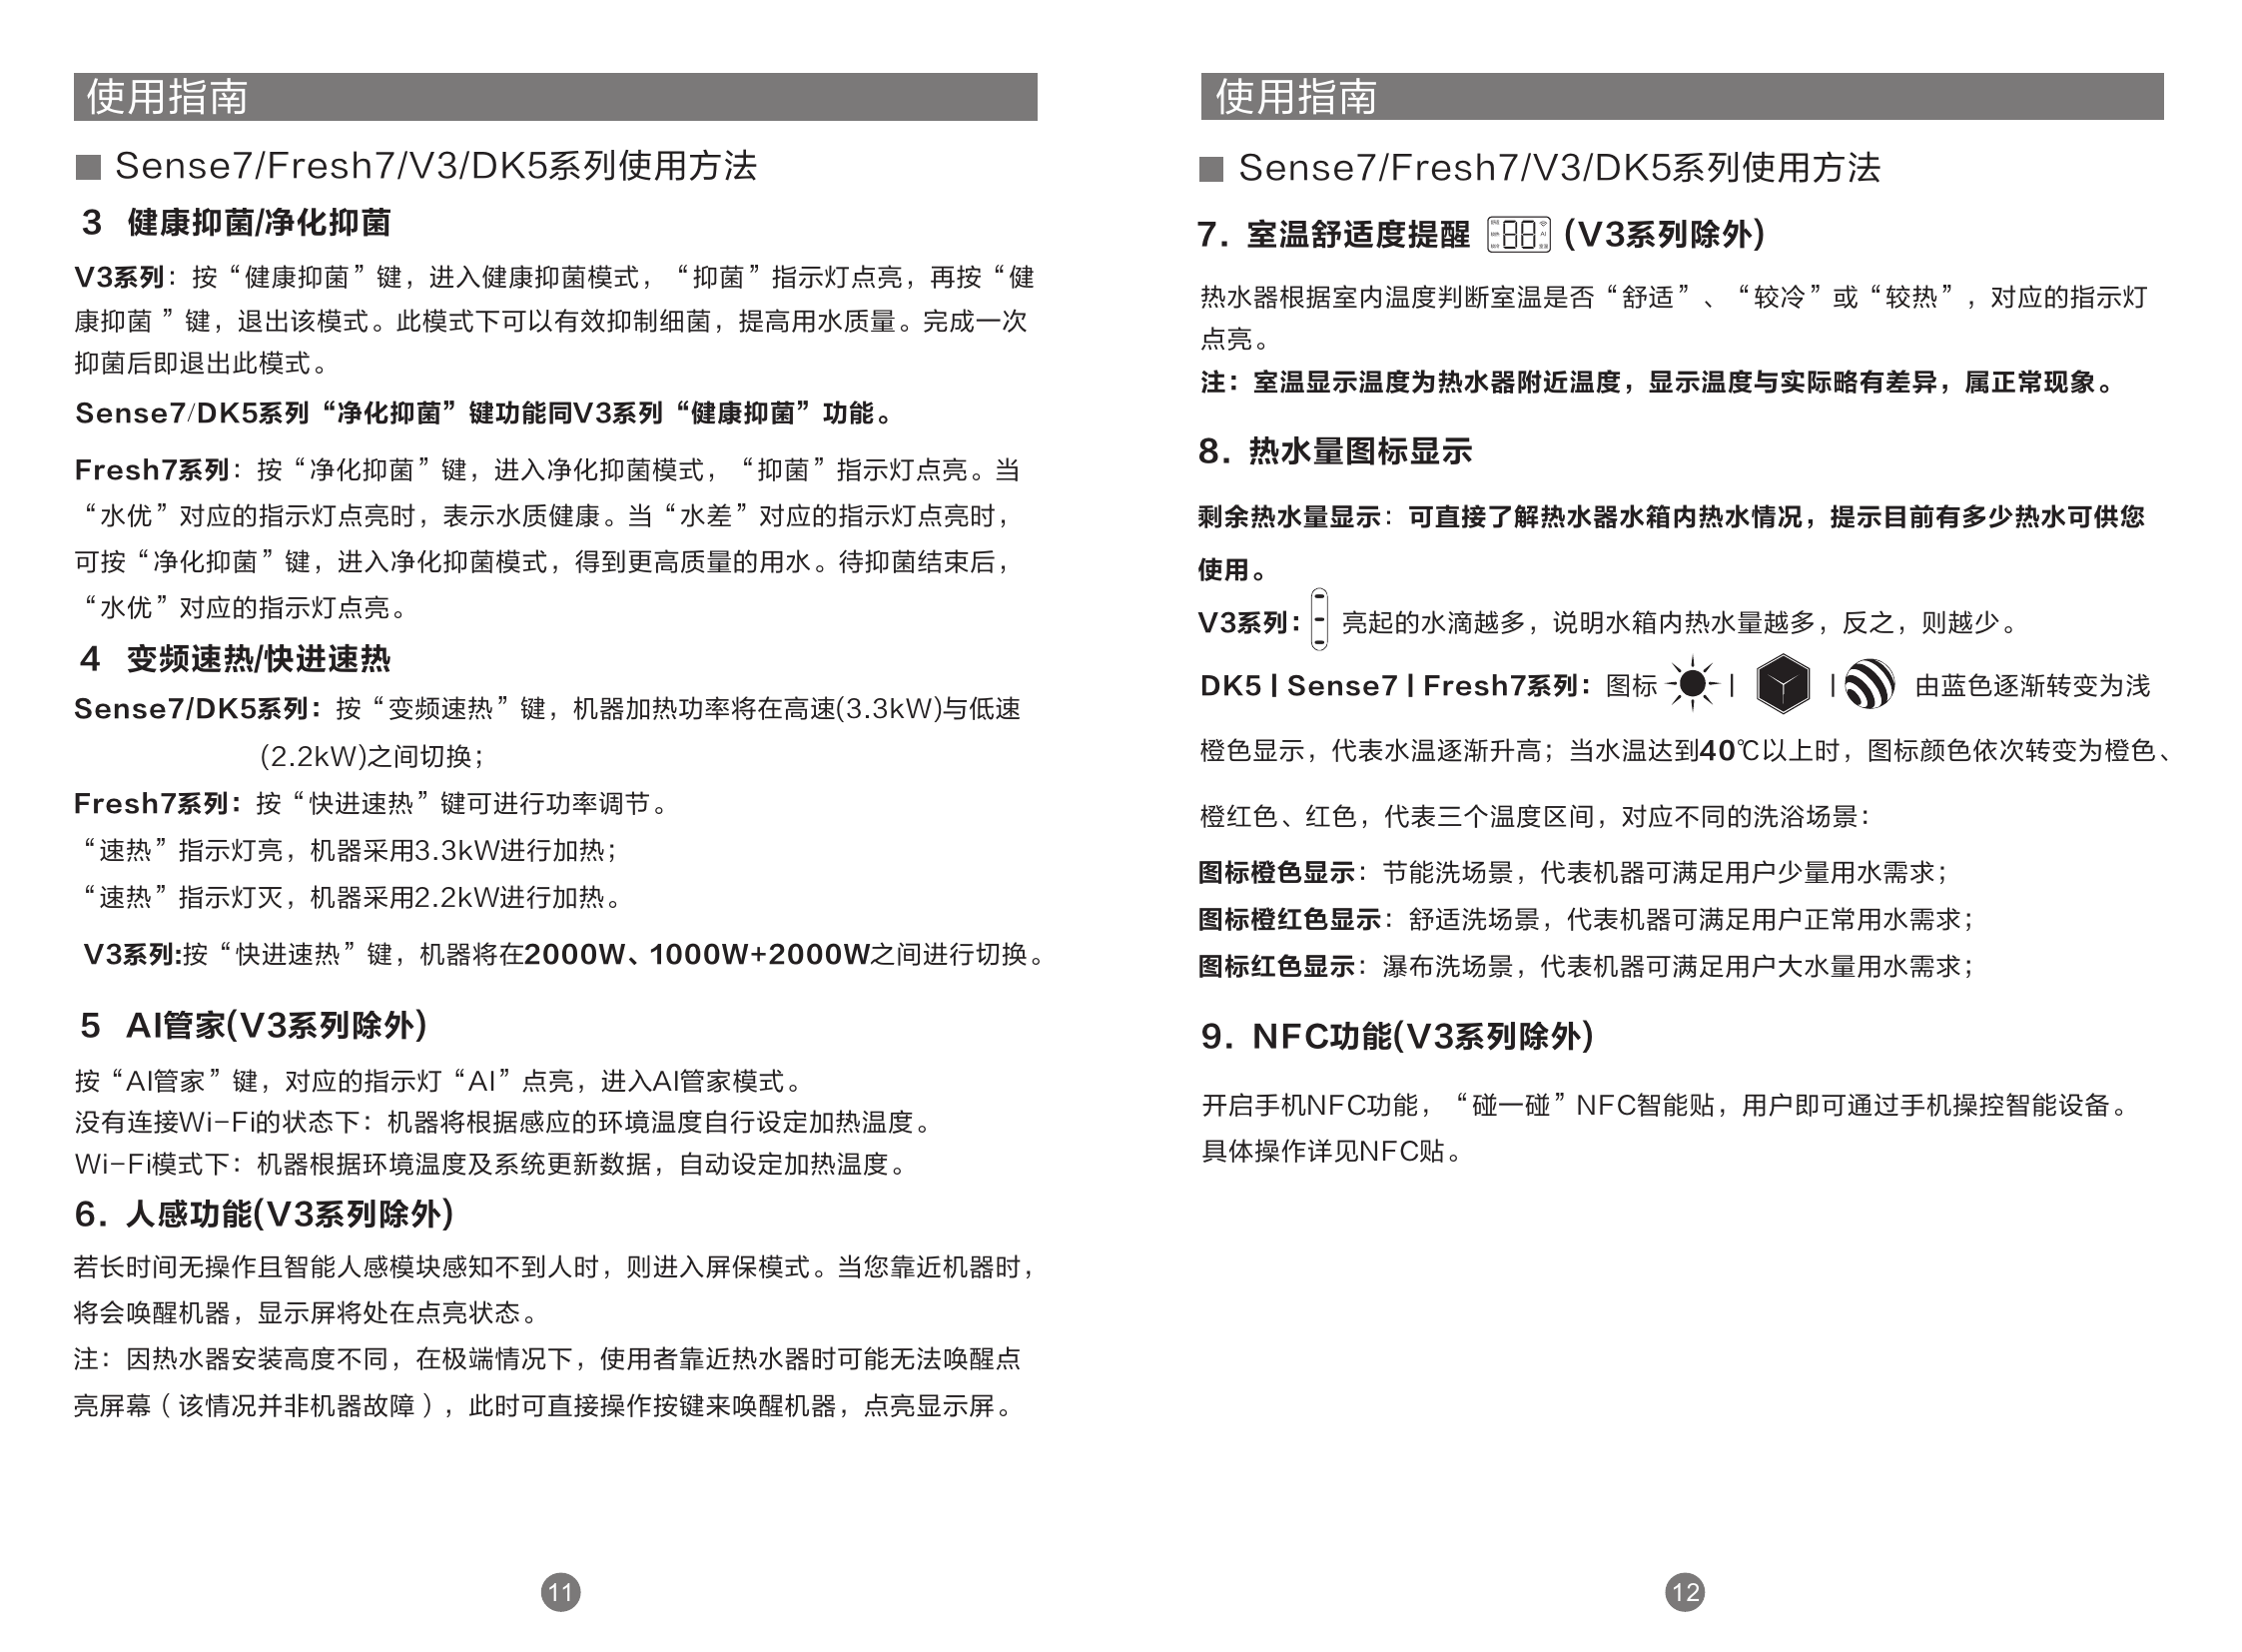 使用指南
■ Sense7/Fresh7/V3/DK5系列使用方法
3 健康抑菌/净化抑菌
V3系列：按“健康抑菌”键，进入健康抑菌模式，“抑菌”指示灯点亮，再按“健
康抑菌 ”键，退出该模式。此模式下可以有效抑制细菌，提高用水质量。完成一次
抑菌后即退出此模式。
Sense7/DK5系列“净化抑菌”键功能同V3系列“健康抑菌”功能。
Fresh7系列：按“净化抑菌”键，进入净化抑菌模式，“抑菌”指示灯点亮。当
“水优”对应的指示灯点亮时，表示水质健康。当“水差”对应的指示灯点亮时，
可按“净化抑菌”键，进入净化抑菌模式，得到更高质量的用水。待抑菌结束后，
“水优”对应的指示灯点亮。
4 变频速热/快进速热
Sense7/DK5系列：按“变频速热”键，机器加热功率将在高速(3.3kW)与低速
(2.2kW)之间切换；
Fresh7系列：按“快进速热”键可进行功率调节。
“速热”指示灯亮，机器采用3.3kW进行加热；
“速热”指示灯灭，机器采用2.2kW进行加热。
V3系列:按“快进速热”键，机器将在2000W、1000W+2000W之间进行切换。
5 AI管家(V3系列除外)
按“AI管家”键，对应的指示灯“AI”点亮，进入AI管家模式。
没有连接Wi-Fi的状态下：机器将根据感应的环境温度自行设定加热温度。
Wi-Fi模式下：机器根据环境温度及系统更新数据，自动设定加热温度。
6. 人感功能(V3系列除外)
若长时间无操作且智能人感模块感知不到人时，则进入屏保模式。当您靠近机器时，
将会唤醒机器，显示屏将处在点亮状态。
注：因热水器安装高度不同，在极端情况下，使用者靠近热水器时可能无法唤醒点
亮屏幕（该情况并非机器故障），此时可直接操作按键来唤醒机器，点亮显示屏。
11
使用指南
■ Sense7/Fresh7/V3/DK5系列使用方法
7. 室温舒适度提醒 88 (V3系列除外)
热水器根据室内温度判断室温是否“舒适”、“较冷”或“较热”，对应的指示灯
点亮。
注：室温显示温度为热水器附近温度，显示温度与实际略有差异，属正常现象。
8. 热水量图标显示
剩余热水量显示：可直接了解热水器水箱内热水情况，提示目前有多少热水可供您
使用。
V3系列： 亮起的水滴越多，说明水箱内热水量越多，反之，则越少。
DK5 | Sense7 | Fresh7系列：图标 | | 由蓝色逐渐转变为浅
橙色显示，代表水温逐渐升高；当水温达到40℃以上时，图标颜色依次转变为橙色、
橙红色、红色，代表三个温度区间，对应不同的洗浴场景：
图标橙色显示：节能洗场景，代表机器可满足用户少量用水需求；
图标橙红色显示：舒适洗场景，代表机器可满足用户正常用水需求；
图标红色显示：瀑布洗场景，代表机器可满足用户大水量用水需求；
9. NFC功能(V3系列除外)
开启手机NFC功能，“碰一碰”NFC智能贴，用户即可通过手机操控智能设备。
具体操作详见NFC贴。
12